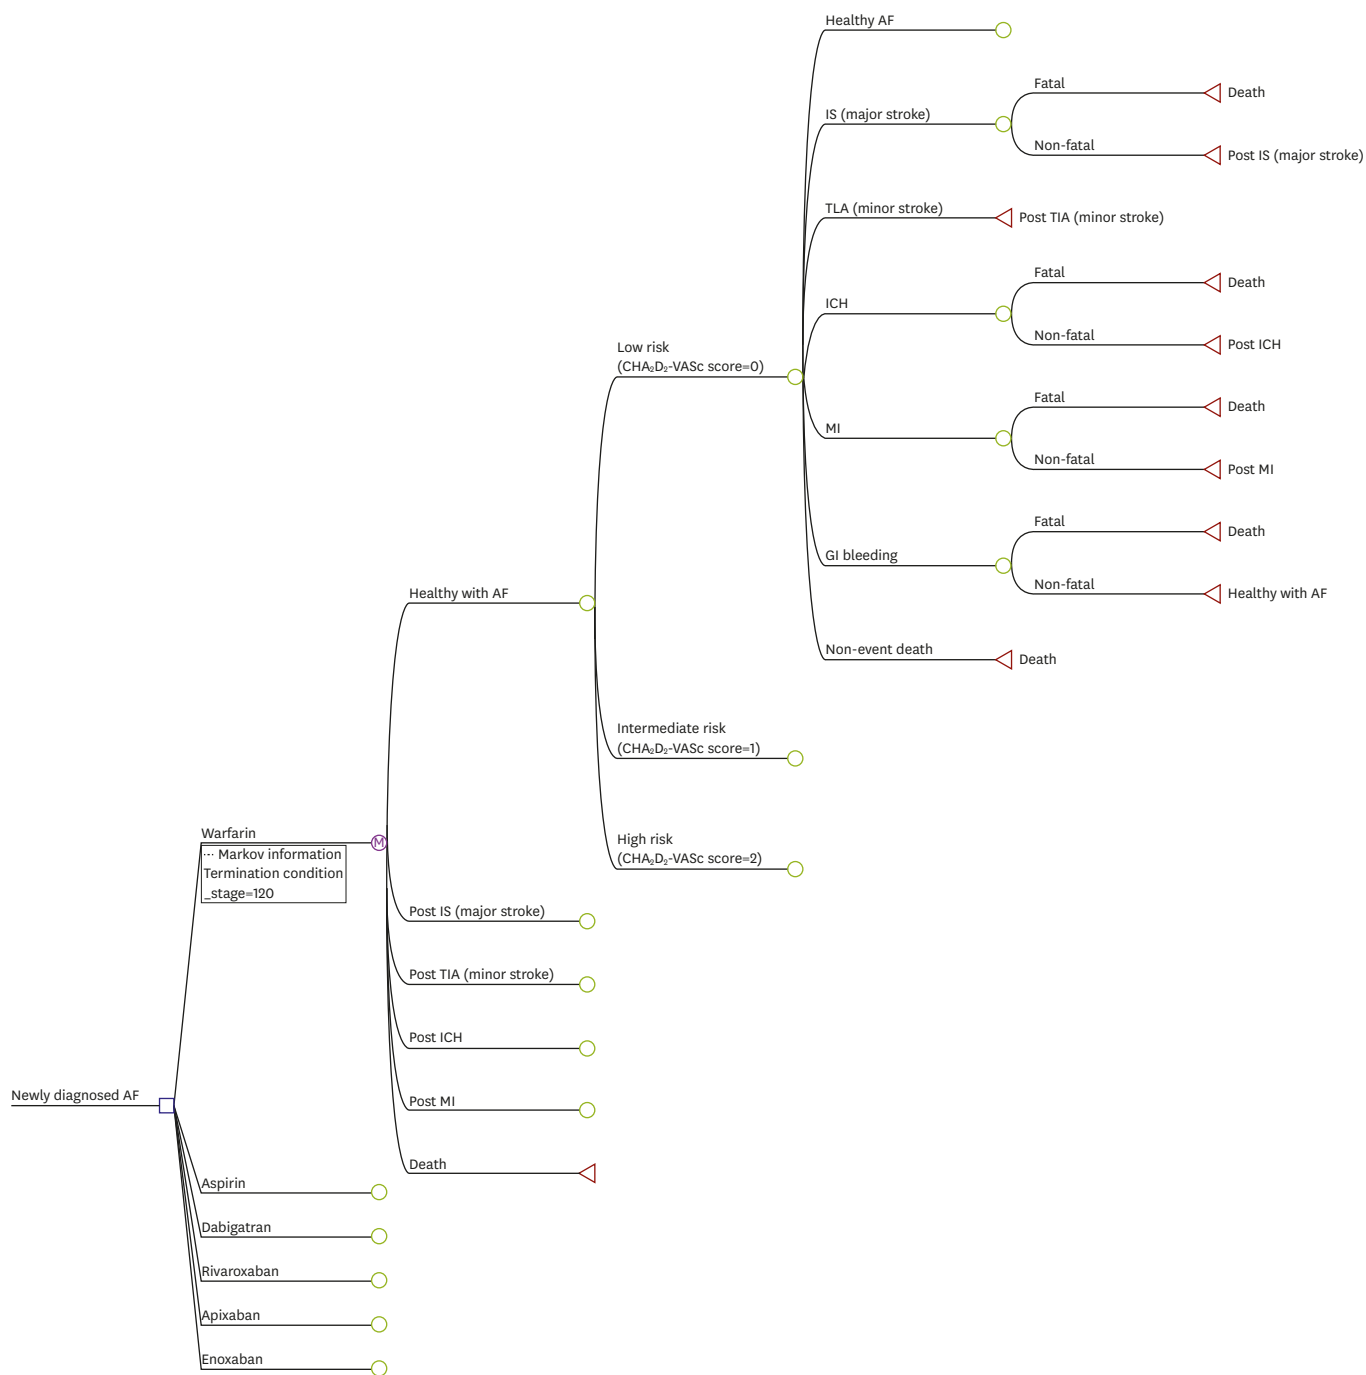 Healthy AF
Fatal
Death
IS (major stroke)
Non-fatal
Post IS (major stroke)
TLA (minor stroke)
Post TIA (minor stroke)
Fatal
Death
ICH
Non-fatal
Post ICH
Low risk
(CHA₂D₂-VASc score=0)
Fatal
Death
MI
Non-fatal
Post MI
Fatal
Death
GI bleeding
Non-fatal
Healthy with AF
Healthy with AF
Non-event death
Death
Intermediate risk
(CHA₂D₂-VASc score=1)
High risk
(CHA₂D₂-VASc score=2)
Warfarin
M
··· Markov information
Termination condition
_stage=120
Post IS (major stroke)
Post TIA (minor stroke)
Post ICH
Newly diagnosed AF
Post MI
Death
Aspirin
Dabigatran
Rivaroxaban
Apixaban
Enoxaban